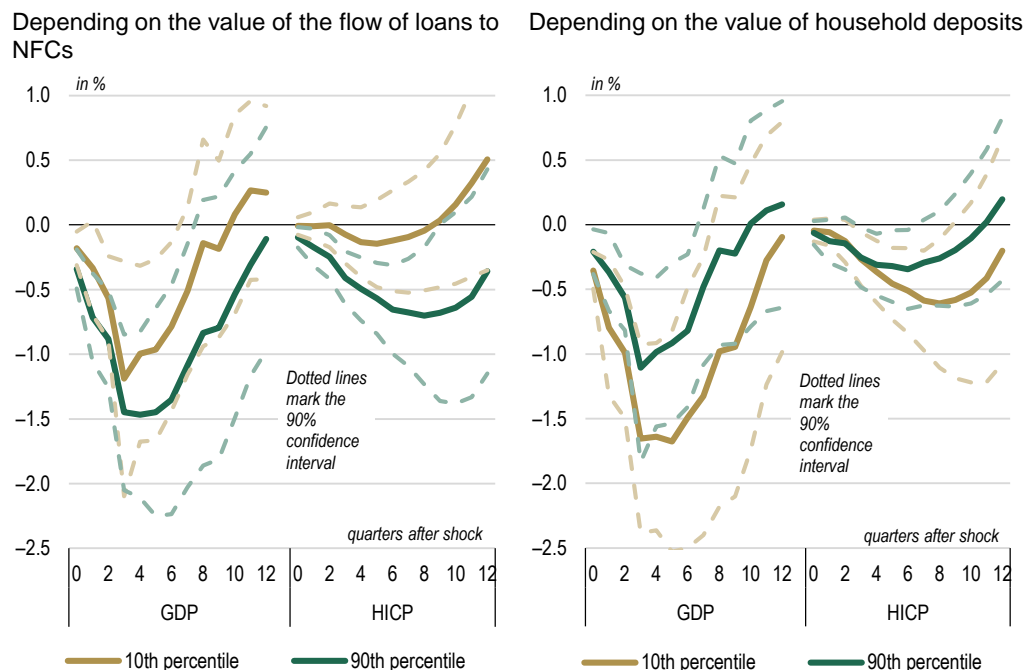 Depending on the value of the flow of loans to
NFCs
in %
1.0
0.5
0.0
–0.5
–1.0
–1.5
–2.0
–2.5
Dotted lines
mark the
90%
confidence
interval
quarters after shock
0 2 4 6 8 10 12 0 2 4 6 8 10 12
GDP HICP
10th percentile 90th percentile
Depending on the value of household deposits
in %
1.0
0.5
0.0
–0.5
–1.0
–1.5
–2.0
–2.5
Dotted lines
mark the
90%
confidence
interval
quarters after shock
0 2 4 6 8 10 12 0 2 4 6 8 10 12
GDP HICP
10th percentile 90th percentile